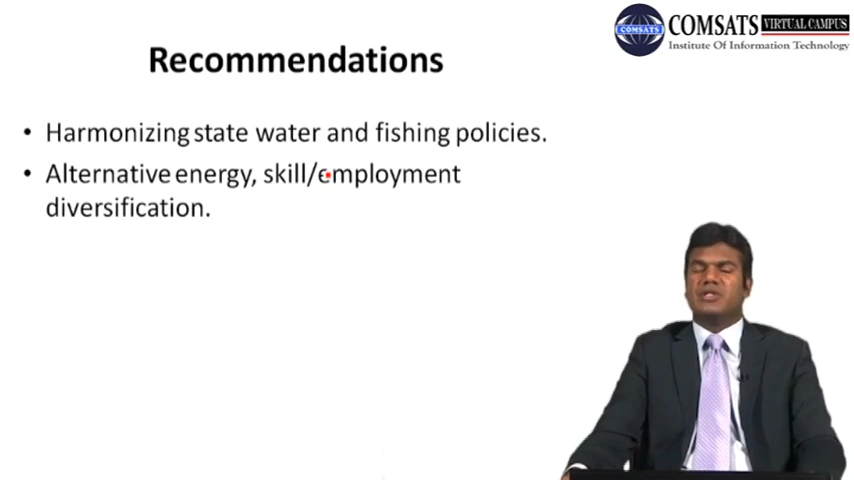 COMSATS VIRTUAL CAMPUS
COMSATS
Institute Of Information Technology
Recommendations
• Harmonizing state water and fishing policies.
• Alternative energy, skill/employment
diversification.